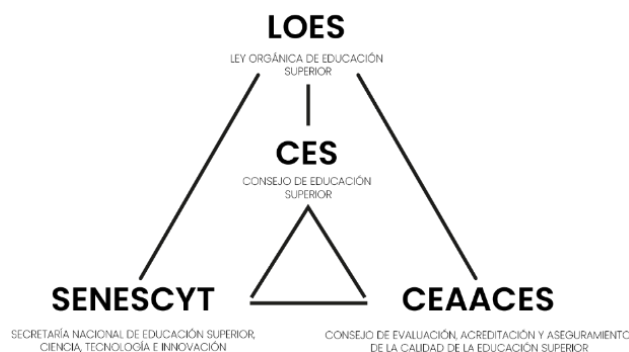 LOES
LEY ORGÁNICA DE EDUCACIÓN
SUPERIOR
CES
CONSEJO DE EDUCACIÓN
SUPERIOR
SENESCYT
SECRETARÍA NACIONAL DE EDUCACIÓN SUPERIOR,
CIENCIA, TECNOLOGÍA E INNOVACIÓN
CEAACES
CONSEJO DE EVALUACIÓN, ACREDITACIÓN Y ASEGURAMIENTO
DE LA CALIDAD DE LA EDUCACIÓN SUPERIOR